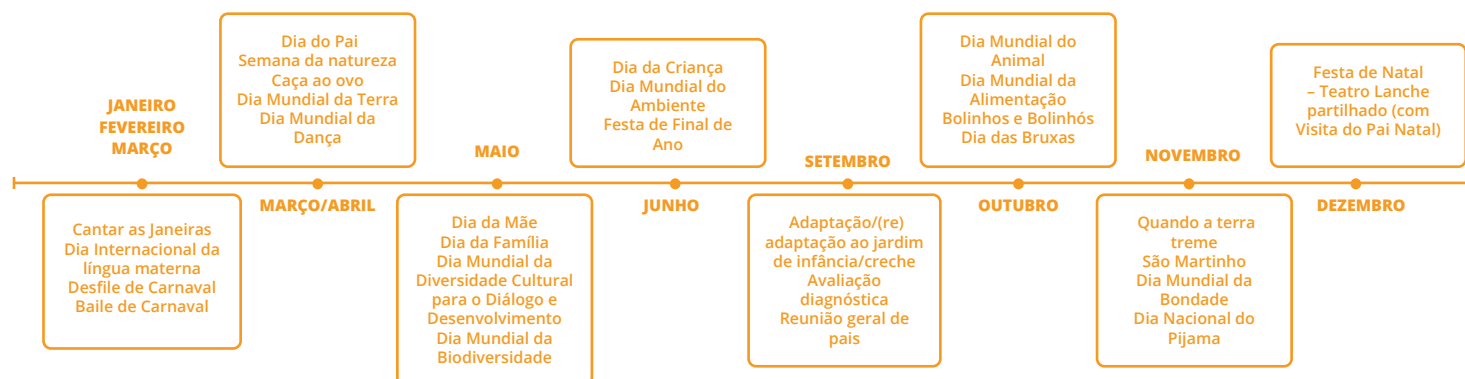 JANEIRO
FEVEREIRO
MARÇO
Cantar as Janeiras
Dia Internacional da
língua materna
Desfile de Carnaval
Baile de Carnaval
Dia do Pai
Semana da natureza
Caça ao ovo
Dia Mundial da Terra
Dia Mundial da
Dança
MARÇO/ABRIL
MAIO
Dia da Mãe
Dia da Família
Dia Mundial da
Diversidade Cultural
para o Diálogo e
Desenvolvimento
Dia Mundial da
Biodiversidade
Dia da Criança
Dia Mundial do
Ambiente
Festa de Final de
Ano
JUNHO
SETEMBRO
Adaptação/(re)
adaptação ao jardim
de infância/creche
Avaliação
diagnóstica
Reunião geral de
pais
Dia Mundial do
Animal
Dia Mundial da
Alimentação
Bolinhos e Bolinhós
Dia das Bruxas
OUTUBRO
NOVEMBRO
Quando a terra
treme
São Martinho
Dia Mundial da
Bondade
Dia Nacional do
Pijama
Festa de Natal
– Teatro Lanche
partilhado (com
Visita do Pai Natal)
DEZEMBRO